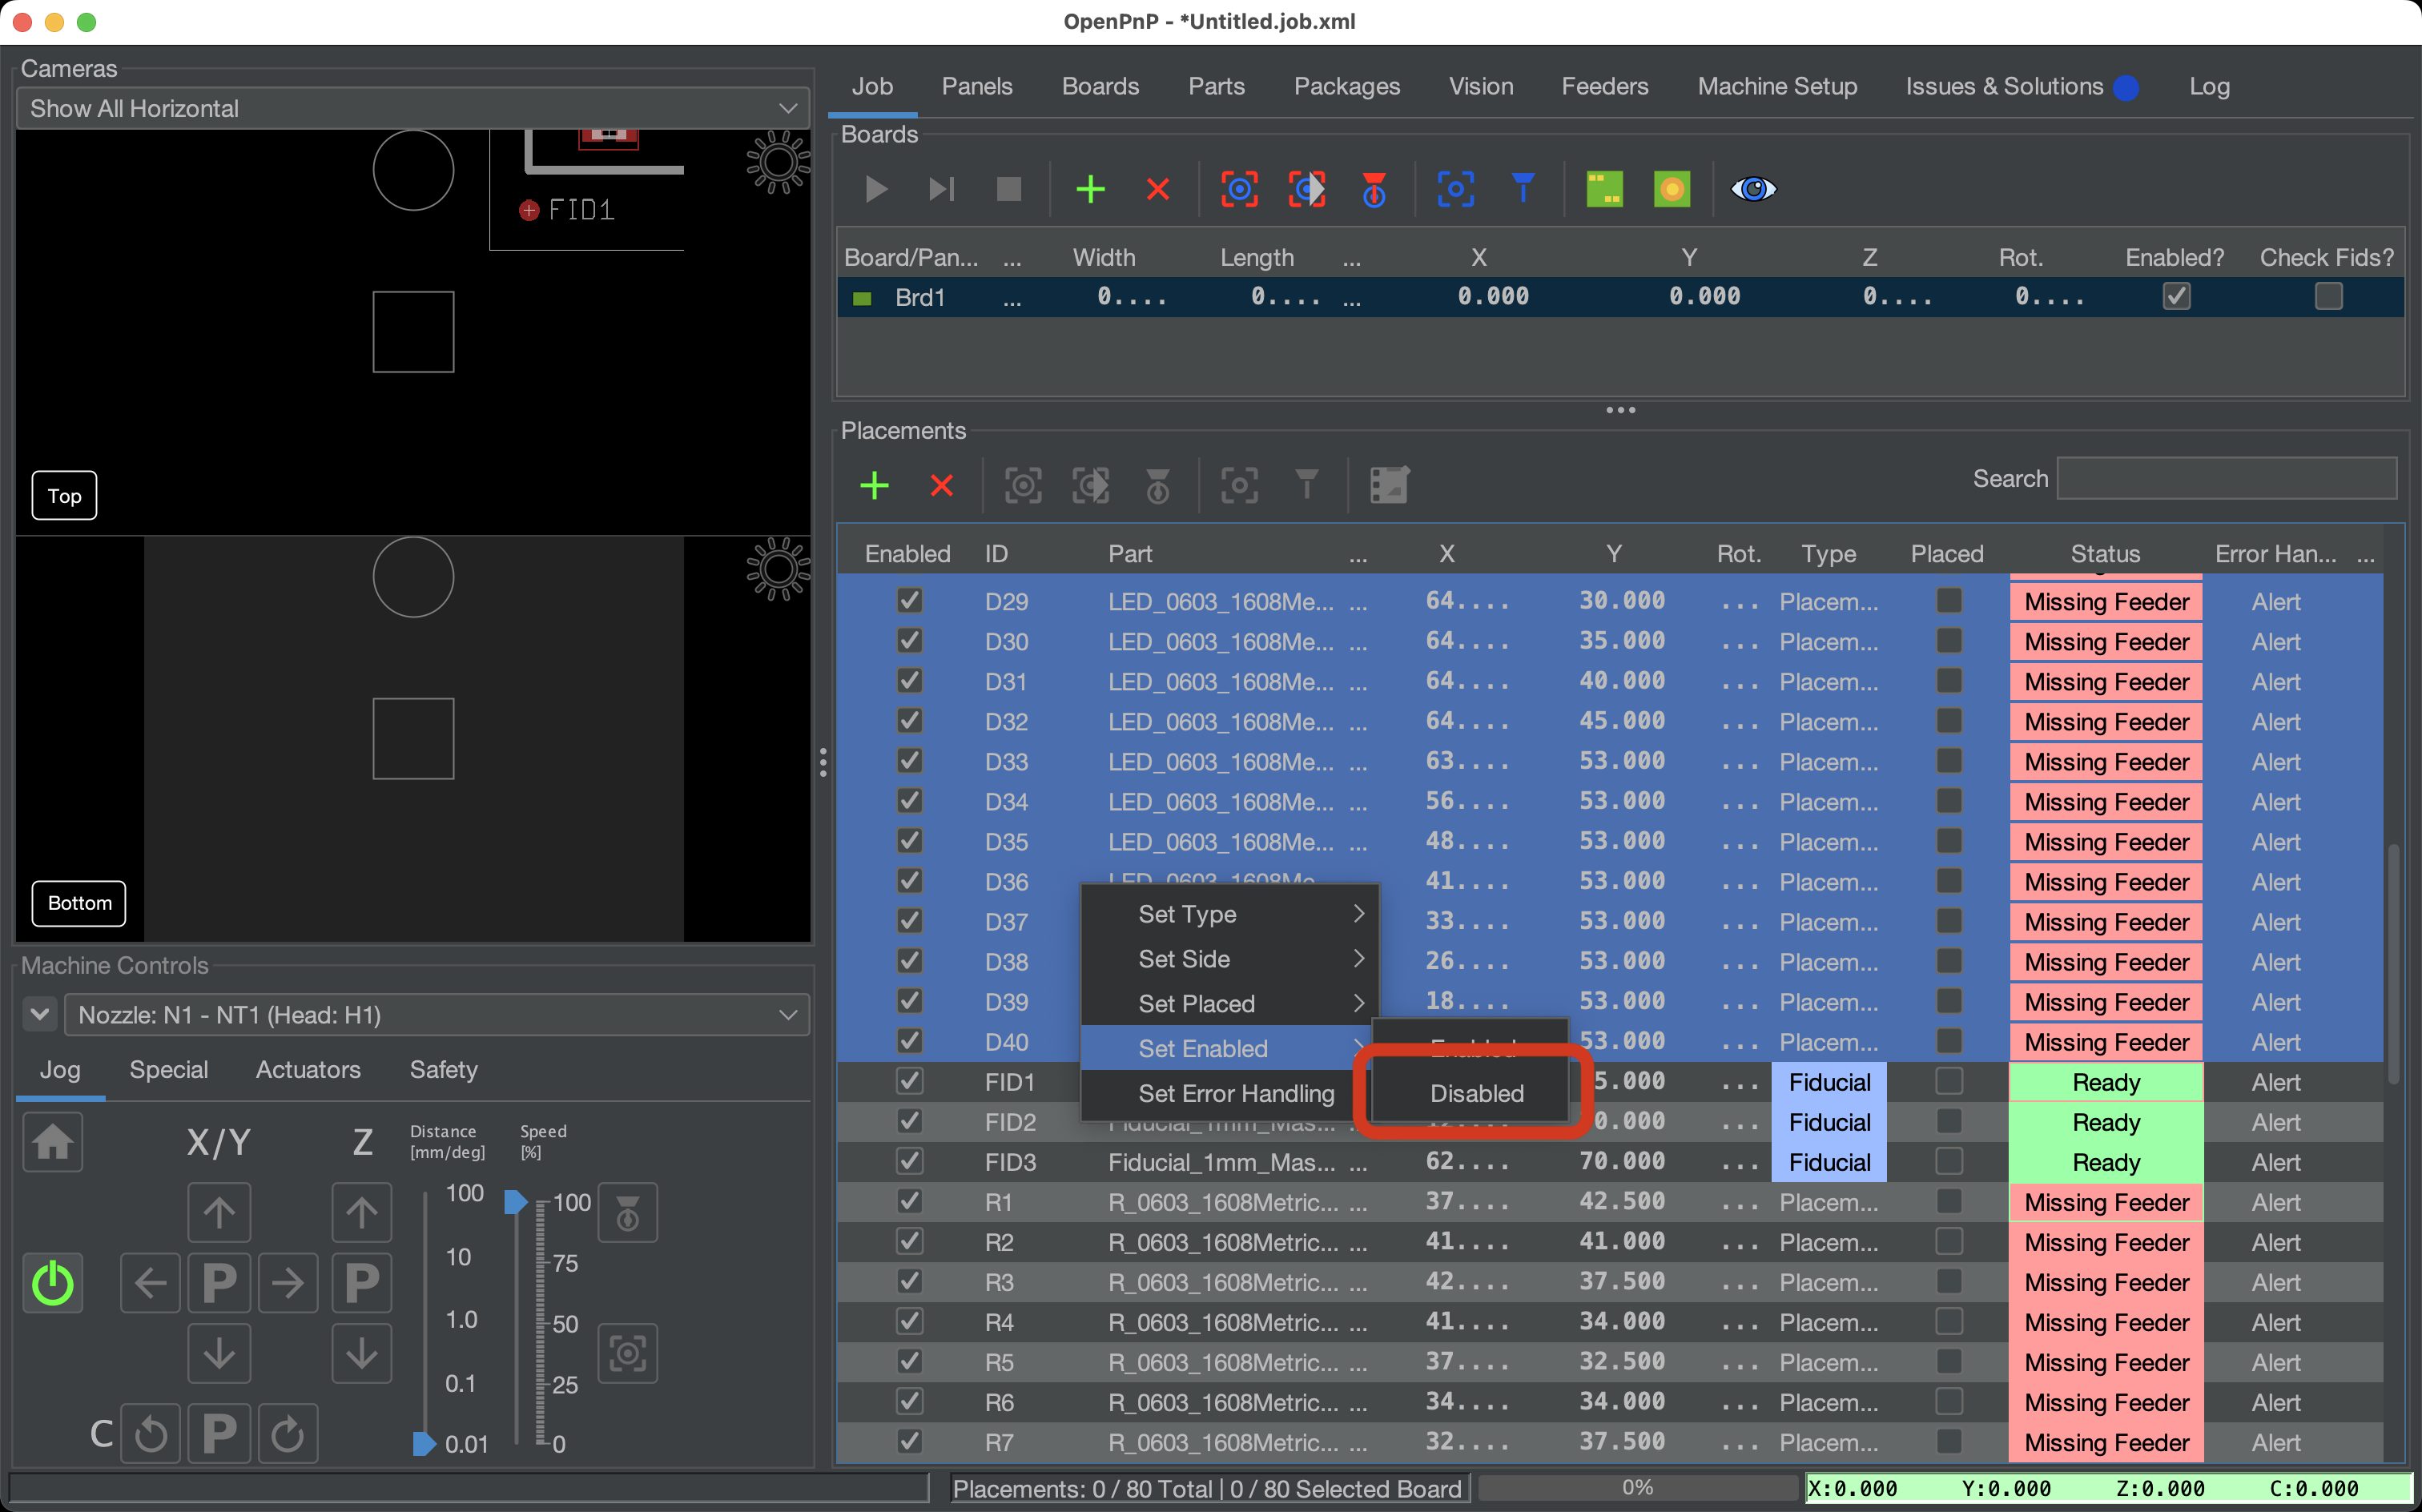 OpenPnP - *Untitled.job.xml
Cameras
Show All Horizontal
FID1
Top
Bottom
Machine Controls
Nozzle: N1 - NT1 (Head: H1)
Jog Special Actuators Safety
X/Y Z Distance [mm/deg] Speed [%]
100 100
10 75
1.0 50
0.1 25
0.01 0
P P
C P
Job Panels Boards Parts Packages Vision Feeders Machine Setup Issues & Solutions Log
Boards
Board/Pan... ... Width Length ... X Y Z Rot. Enabled? Check Fids?
Brd1 ... 0.... 0.... ... 0.000 0.000 0.... 0....
Placements
Search
Enabled ID Part ... X Y Rot. Type Placed Status Error Han... ...
D29 LED_0603_1608Me... ... 64.... 30.000 ... Placem... Missing Feeder Alert
D30 LED_0603_1608Me... ... 64.... 35.000 ... Placem... Missing Feeder Alert
D31 LED_0603_1608Me... ... 64.... 40.000 ... Placem... Missing Feeder Alert
D32 LED_0603_1608Me... ... 64.... 45.000 ... Placem... Missing Feeder Alert
D33 LED_0603_1608Me... ... 63.... 53.000 ... Placem... Missing Feeder Alert
D34 LED_0603_1608Me... ... 56.... 53.000 ... Placem... Missing Feeder Alert
D35 LED_0603_1608Me... ... 48.... 53.000 ... Placem... Missing Feeder Alert
D36 LED_0603_1608Me... 41.... 53.000 ... Placem... Missing Feeder Alert
D37 33.... 53.000 ... Placem... Missing Feeder Alert
D38 26.... 53.000 ... Placem... Missing Feeder Alert
D39 18.... 53.000 ... Placem... Missing Feeder Alert
D40 53.000 ... Placem... Missing Feeder Alert
FID1 5.000 ... Fiducial Ready Alert
FID2 Fiducial_1mm_Mas... ... 0.000 ... Fiducial Ready Alert
FID3 Fiducial_1mm_Mas... ... 62.... 70.000 ... Fiducial Ready Alert
R1 R_0603_1608Metric... ... 37.... 42.500 ... Placem... Missing Feeder Alert
R2 R_0603_1608Metric... ... 41.... 41.000 ... Placem... Missing Feeder Alert
R3 R_0603_1608Metric... ... 42.... 37.500 ... Placem... Missing Feeder Alert
R4 R_0603_1608Metric... ... 41.... 34.000 ... Placem... Missing Feeder Alert
R5 R_0603_1608Metric... ... 37.... 32.500 ... Placem... Missing Feeder Alert
R6 R_0603_1608Metric... ... 34.... 34.000 ... Placem... Missing Feeder Alert
R7 R_0603_1608Metric... ... 32.... 37.500 ... Placem... Missing Feeder Alert
Set Type
Set Side
Set Placed
Set Enabled
Set Error Handling
Enabled
Disabled
Placements: 0 / 80 Total | 0 / 80 Selected Board 0% X:0.000 Y:0.000 Z:0.000 C:0.000